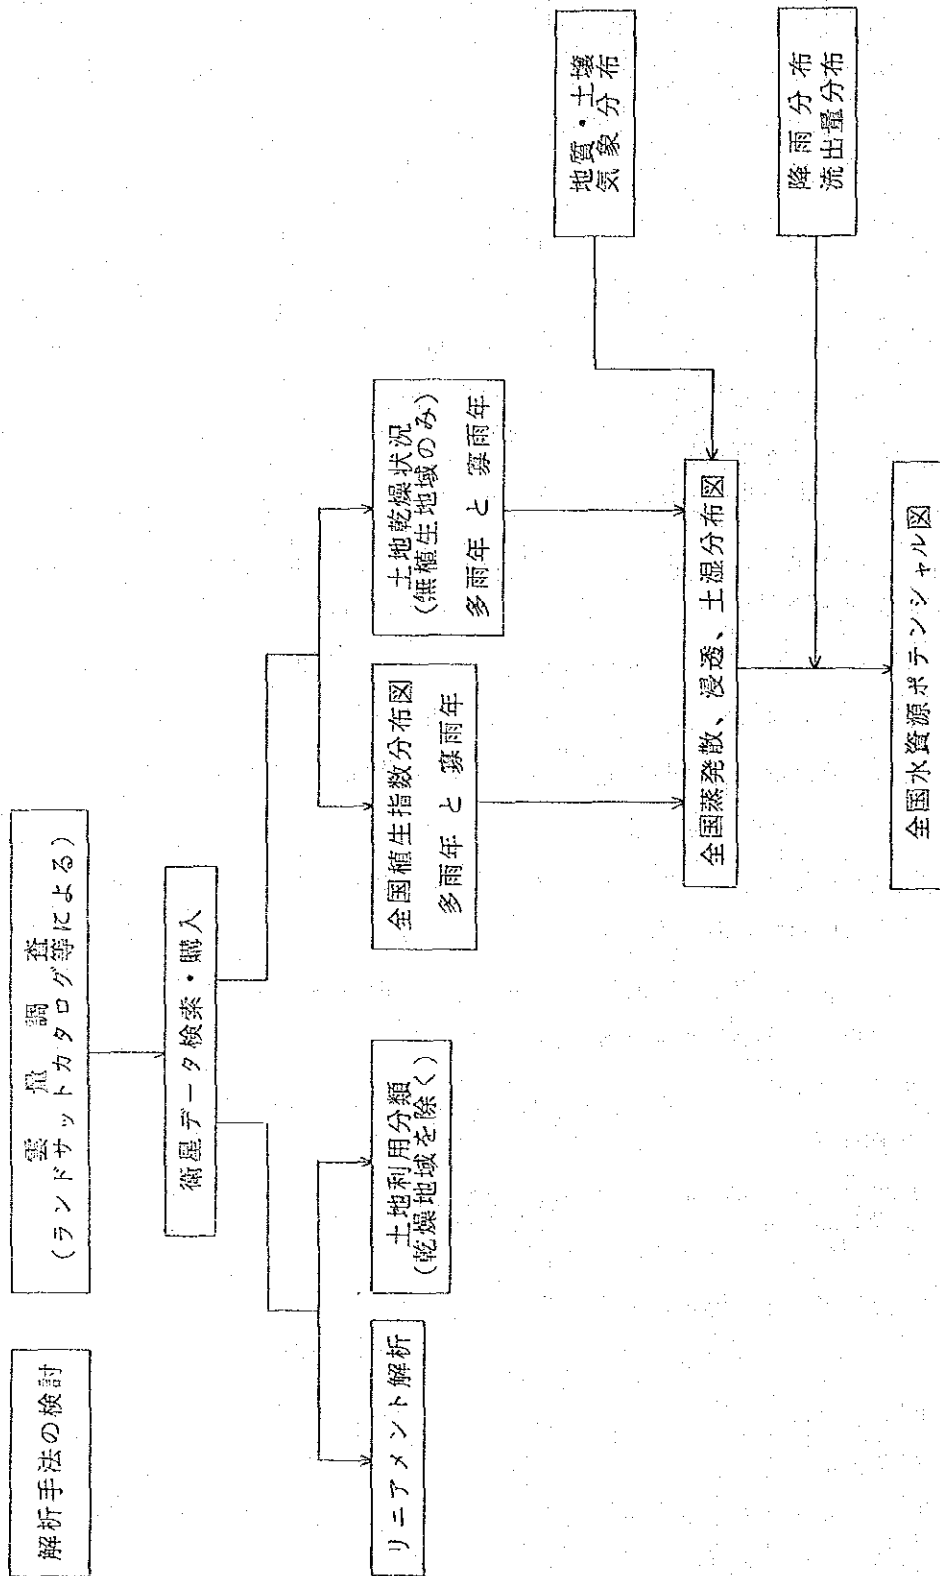 解析手法の検討
雲量調査
(ランドサットカタログ等による)
衛星データ検索・購入
リニアメント解析
土地利用分類
(乾燥地域を除く)
全国植生指数分布図
多雨年 と 寡雨年
土地乾燥状況
(無植生地域のみ)
多雨年 と 寡雨年
地質・土壌
気象分布
全国蒸発散、浸透、土湿分布図
降雨分布
流出量分布
全国水資源ポテンシャル図